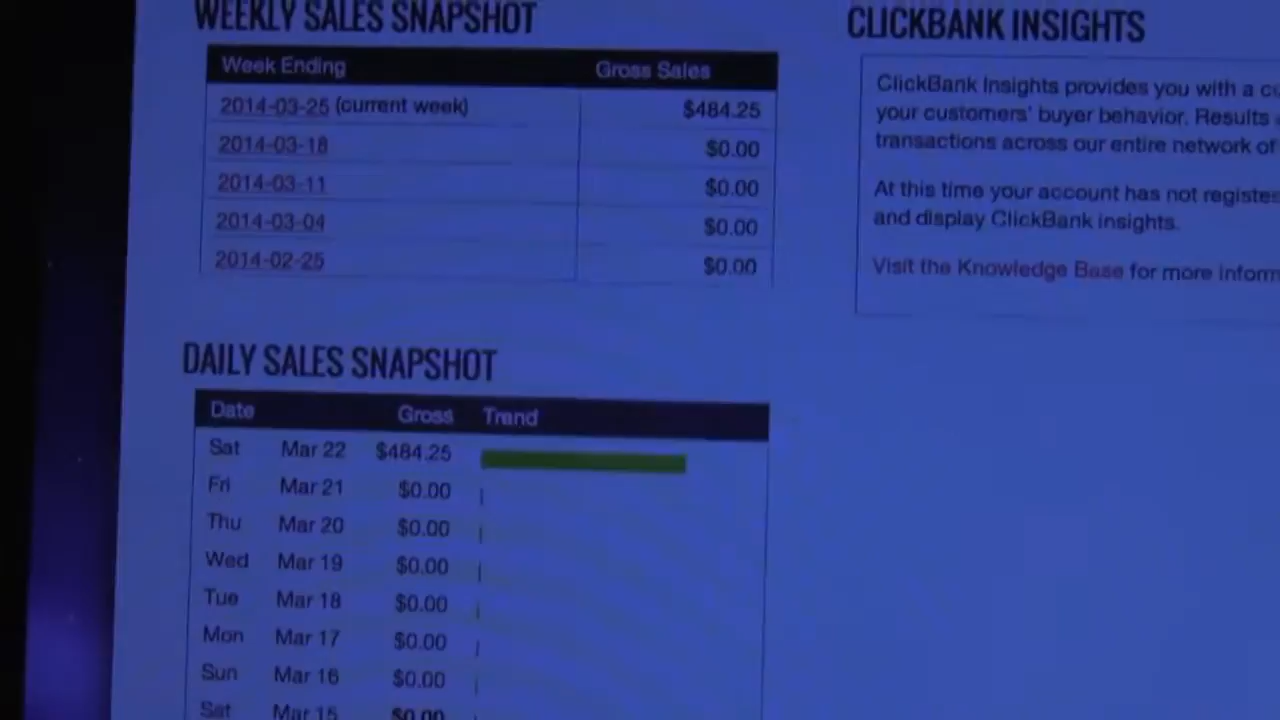 WEEKLY SALES SNAPSHOT
Week Ending Gross Sales
2014-03-25 (current week) $484.25
2014-03-18 $0.00
2014-03-11 $0.00
2014-03-04 $0.00
2014-02-25 $0.00
DAILY SALES SNAPSHOT
Date Gross Trend
Sat Mar 22 $484.25
Fri Mar 21 $0.00
Thu Mar 20 $0.00
Wed Mar 19 $0.00
Tue Mar 18 $0.00
Mon Mar 17 $0.00
Sun Mar 16 $0.00
Sat Mar 15 $0.00
CLICKBANK INSIGHTS
ClickBank Insights provides you with a
your customers' buyer behavior. Results
transactions across our entire network of
At this time your account has not
and display ClickBank insights.
Visit the Knowledge Base for more